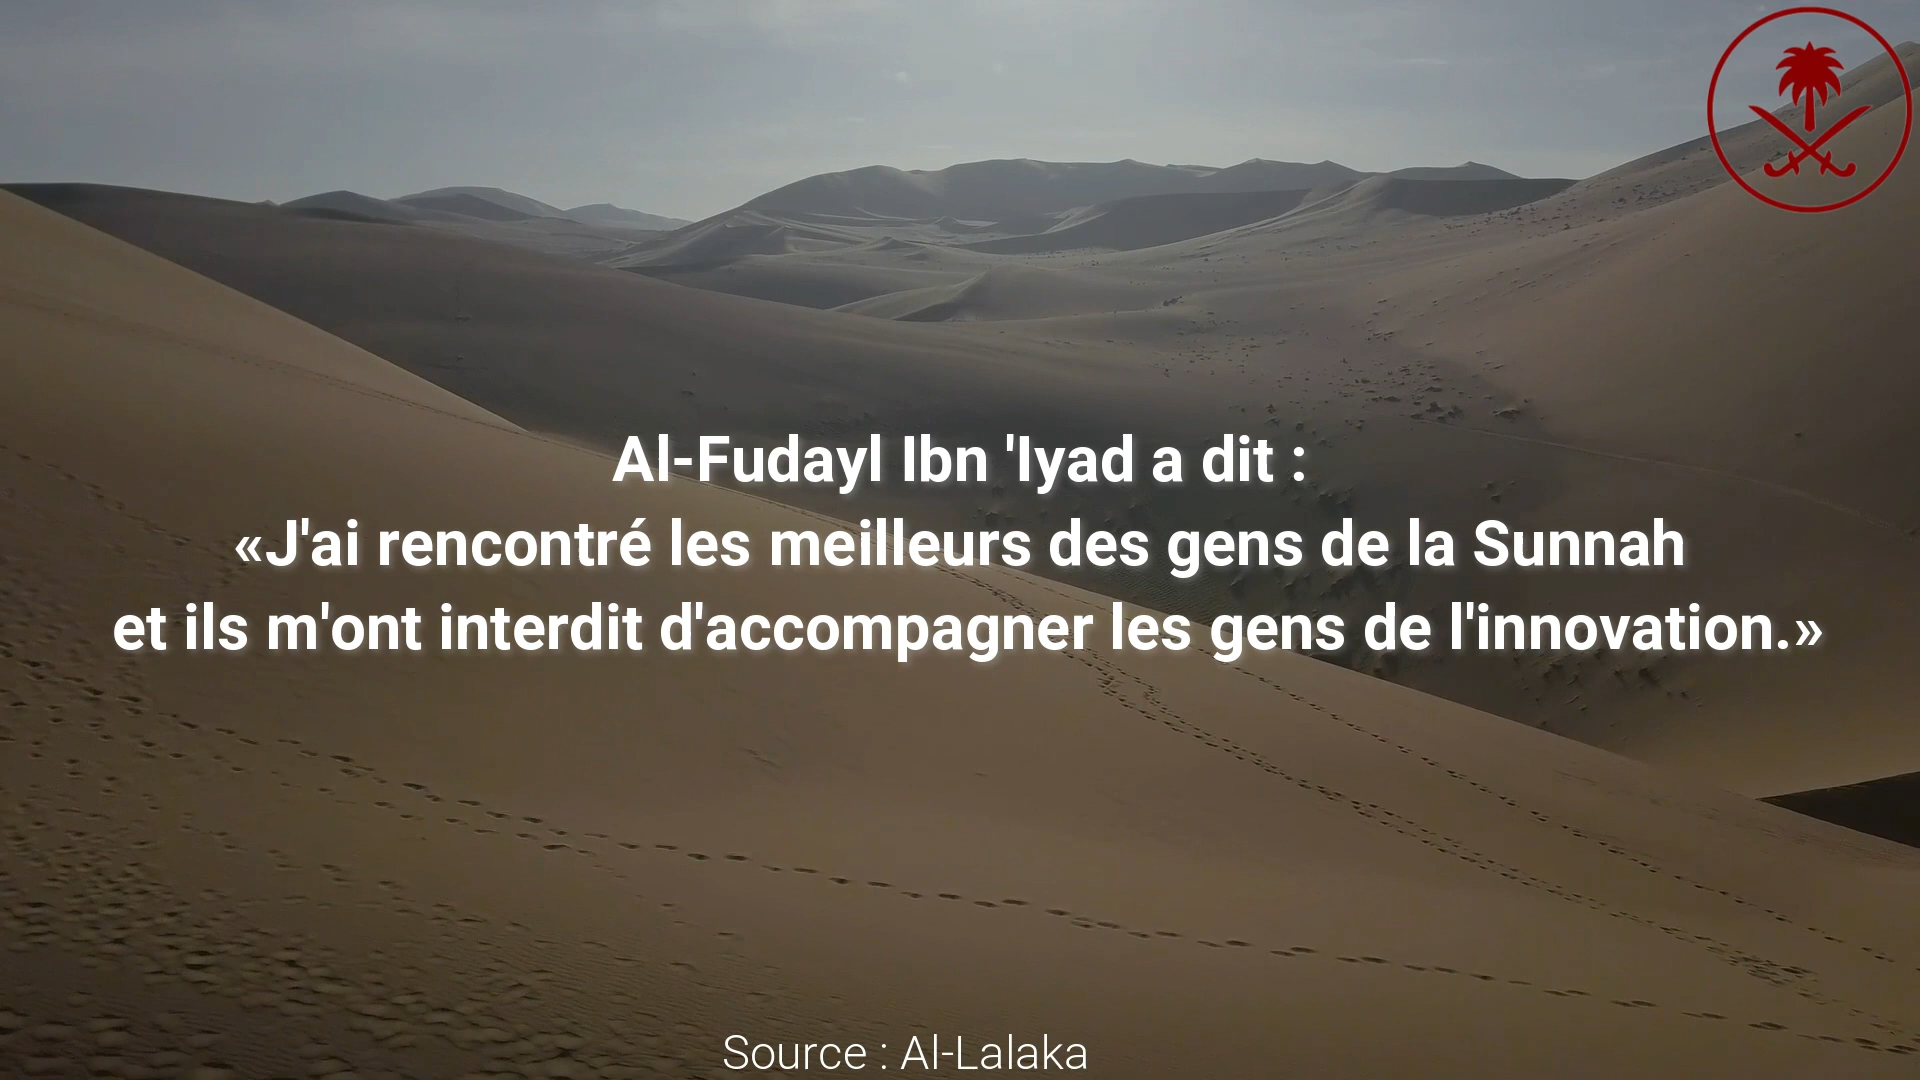 Al-Fudayl Ibn 'Iyad a dit :
«J'ai rencontré les meilleurs des gens de la Sunnah
et ils m'ont interdit d'accompagner les gens de l'innovation.»
Source : Al-Lalaka